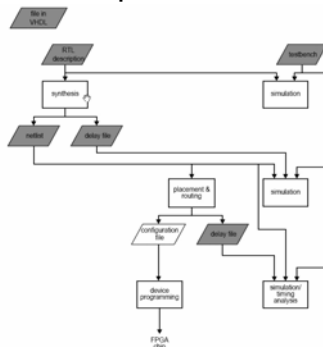 file in
VHDL
RTL
description
testbench
synthesis
simulation
netlist
delay file
simulation
placement &
routing
configuration
file
delay file
device
programming
simulation/
timing
analysis
FPGA
chip